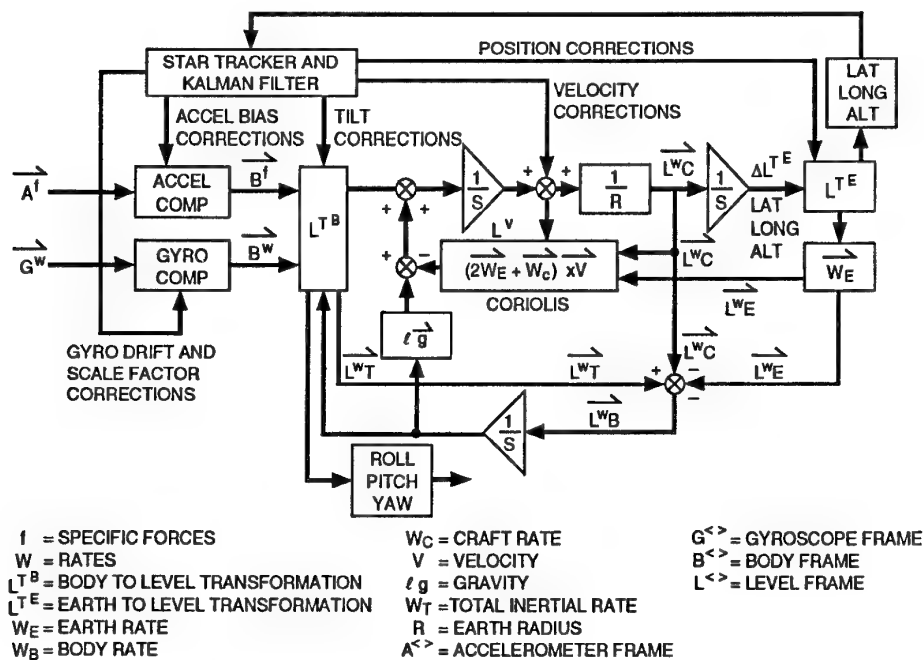 STAR TRACKER AND
KALMAN FILTER
POSITION CORRECTIONS
LAT
LONG
ALT
ACCEL BIAS
CORRECTIONS
TILT
CORRECTIONS
VELOCITY
CORRECTIONS
A^f
ACCEL
COMP
B^f
L^TB
+
+
+
1/S
+
+
+
1/R
L^WC
1/S
ΔL^TE
LAT
LONG
ALT
L^TE
G^w
GYRO
COMP
B^w
+
−
L^V
(2W_E + W_C) xV
CORIOLIS
L^WC
L^WE
W_E
GYRO DRIFT AND
SCALE FACTOR
CORRECTIONS
ℓg
L^WT
L^WT
L^WC
+
−
−
L^WE
L^WB
1/S
ROLL
PITCH
YAW
f = SPECIFIC FORCES
W = RATES
L^TB = BODY TO LEVEL TRANSFORMATION
L^TE = EARTH TO LEVEL TRANSFORMATION
W_E = EARTH RATE
W_B = BODY RATE
W_C = CRAFT RATE
V = VELOCITY
ℓg = GRAVITY
W_T = TOTAL INERTIAL RATE
R = EARTH RADIUS
A^<> = ACCELEROMETER FRAME
G^<> = GYROSCOPE FRAME
B^<> = BODY FRAME
L^<> = LEVEL FRAME